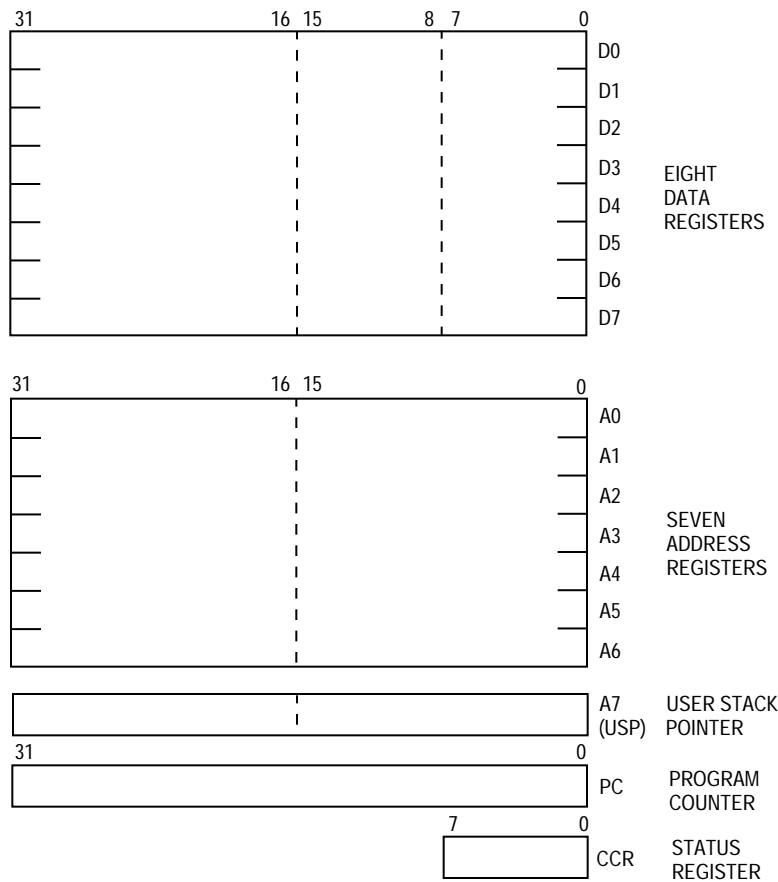 31 16 15 8 7 0
D0
D1
D2
D3
D4
D5
D6
D7
EIGHT
DATA
REGISTERS
31 16 15 0
A0
A1
A2
A3
A4
A5
A6
SEVEN
ADDRESS
REGISTERS
A7
(USP)
USER STACK
POINTER
31 0
PC
PROGRAM
COUNTER
7 0
CCR
STATUS
REGISTER